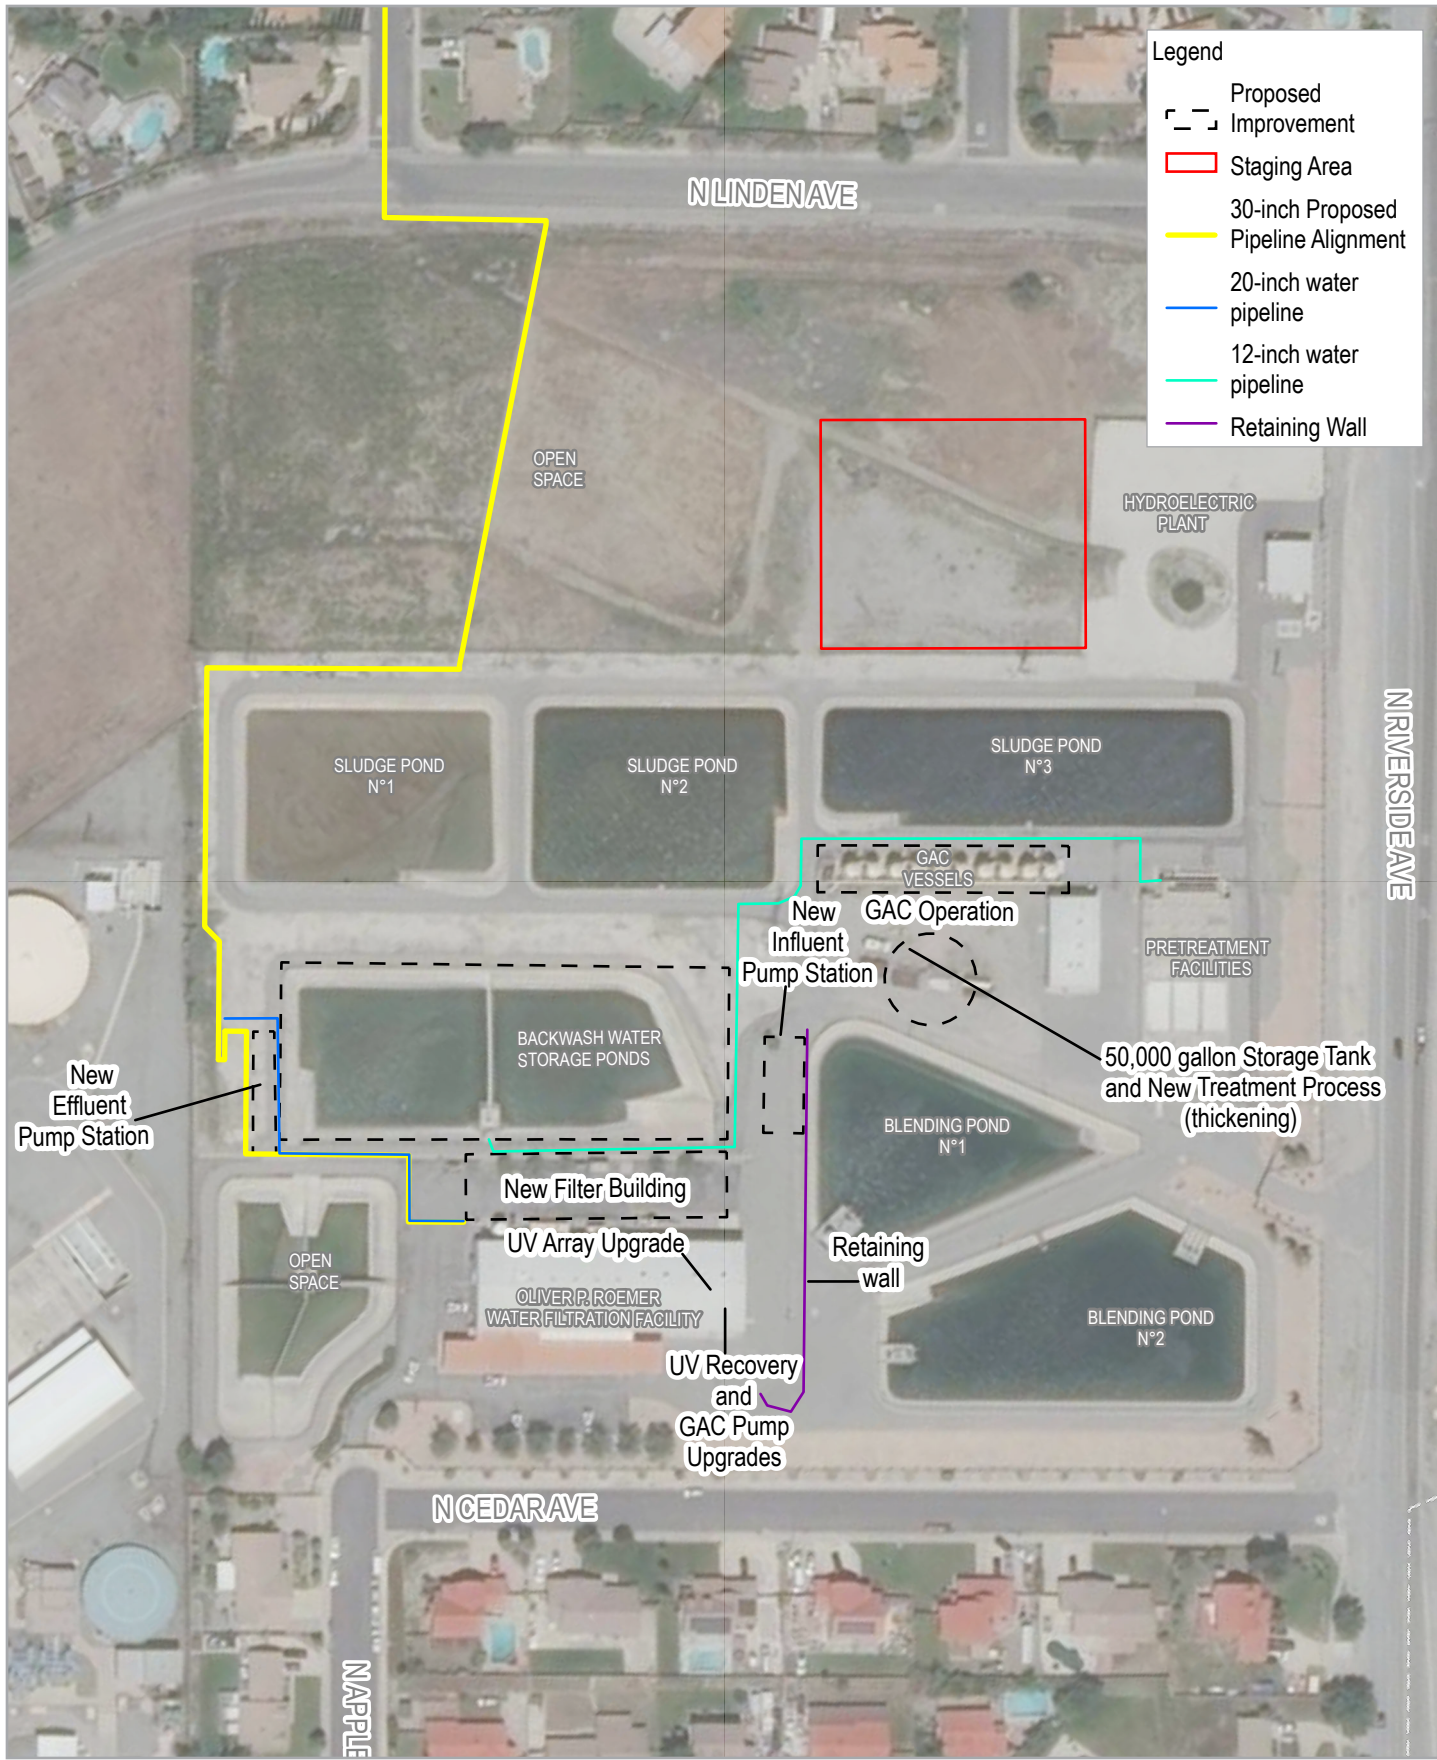 Legend
Proposed
Improvement
Staging Area
30-inch Proposed
Pipeline Alignment
20-inch water
pipeline
12-inch water
pipeline
Retaining Wall
N LINDEN AVE
OPEN
SPACE
HYDROELECTRIC
PLANT
N RIVERSIDE AVE
SLUDGE POND
N°1
SLUDGE POND
N°2
SLUDGE POND
N°3
GAC
VESSELS
GAC Operation
New
Influent
Pump Station
PRETREATMENT
FACILITIES
BACKWASH WATER
STORAGE PONDS
New
Effluent
Pump Station
50,000 gallon Storage Tank
and New Treatment Process
(thickening)
BLENDING POND
N°1
New Filter Building
UV Array Upgrade
Retaining
wall
OPEN
SPACE
OLIVER P. ROEMER
WATER FILTRATION FACILITY
BLENDING POND
N°2
UV Recovery
and
GAC Pump
Upgrades
N CEDAR AVE
N APPLE